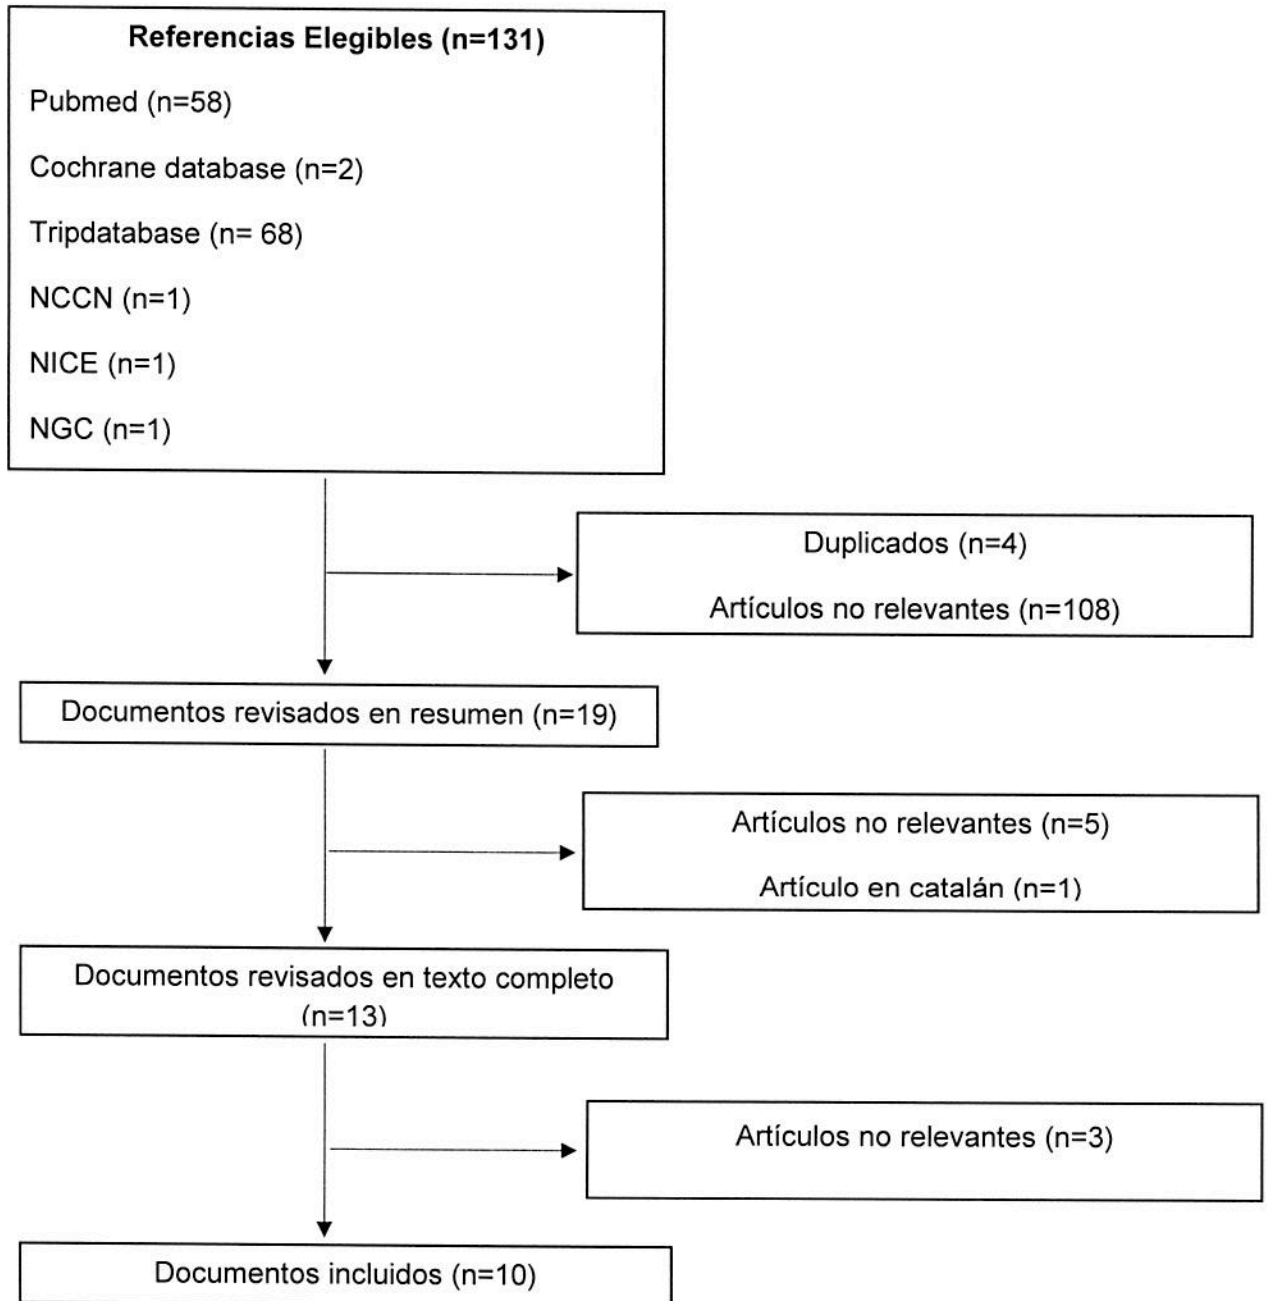 Referencias Elegibles (n=131)
Pubmed (n=58)
Cochrane database (n=2)
Tripdatabase (n= 68)
NCCN (n=1)
NICE (n=1)
NGC (n=1)
Duplicados (n=4)
Artículos no relevantes (n=108)
Documentos revisados en resumen (n=19)
Artículos no relevantes (n=5)
Artículo en catalán (n=1)
Documentos revisados en texto completo
(n=13)
Artículos no relevantes (n=3)
Documentos incluidos (n=10)